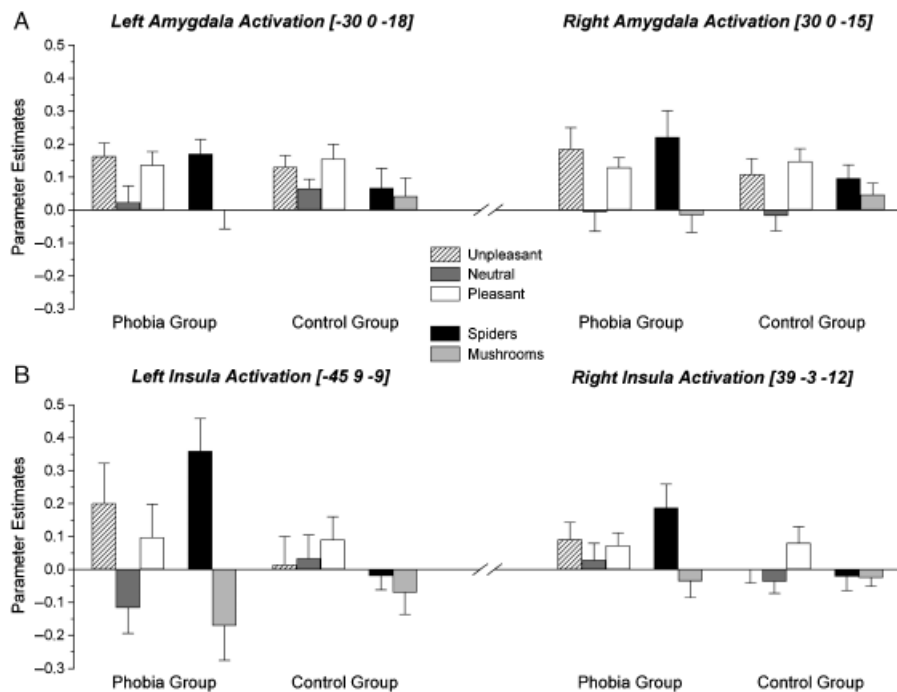 A
Left Amygdala Activation [-30 0 -18]
Right Amygdala Activation [30 0 -15]
Parameter Estimates
0.5
0.4
0.3
0.2
0.1
0.0
–0.1
–0.2
–0.3
Phobia Group
Control Group
Phobia Group
Control Group
Unpleasant
Neutral
Pleasant
Spiders
Mushrooms
B
Left Insula Activation [-45 9 -9]
Right Insula Activation [39 -3 -12]
Parameter Estimates
0.5
0.4
0.3
0.2
0.1
0.0
–0.1
–0.2
–0.3
Phobia Group
Control Group
Phobia Group
Control Group